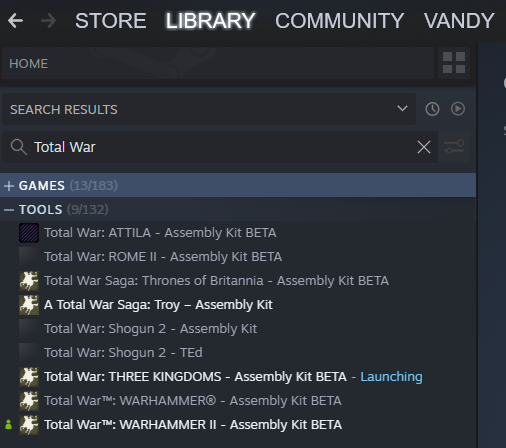 STORE LIBRARY COMMUNITY VANDY
HOME
SEARCH RESULTS
Total War
+ GAMES (13/183)
— TOOLS (9/132)
Total War: ATTILA - Assembly Kit BETA
Total War: ROME II - Assembly Kit BETA
Total War Saga: Thrones of Britannia - Assembly Kit BETA
A Total War Saga: Troy – Assembly Kit
Total War: Shogun 2 - Assembly Kit
Total War: Shogun 2 - TEd
Total War: THREE KINGDOMS - Assembly Kit BETA - Launching
Total War™: WARHAMMER® - Assembly Kit BETA
Total War™: WARHAMMER II - Assembly Kit BETA